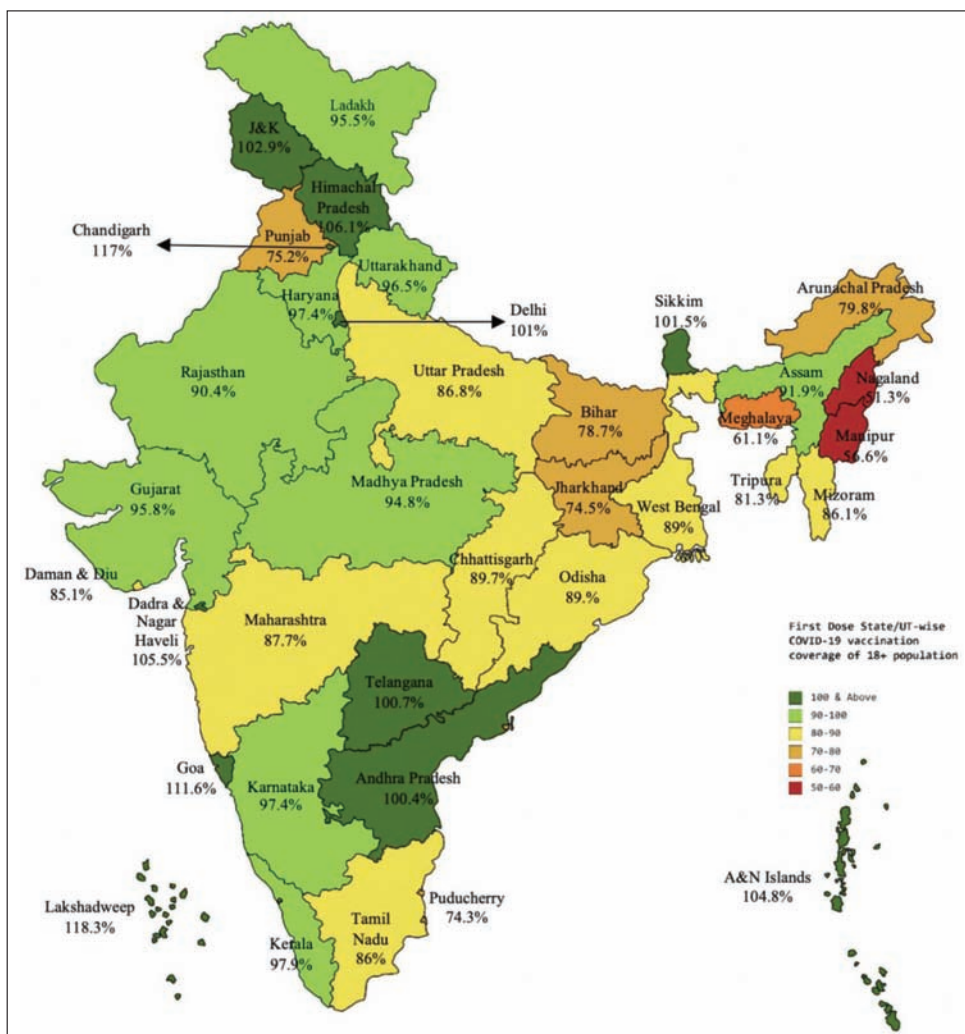 Ladakh
95.5%
J&K
102.9%
Himachal
Pradesh
106.1%
Chandigarh
117%
Punjab
75.2%
Uttarakhand
96.5%
Haryana
97.4%
Delhi
101%
Sikkim
101.5%
Arunachal Pradesh
79.8%
Rajasthan
90.4%
Uttar Pradesh
86.8%
Assam
91.9%
Nagaland
51.3%
Bihar
78.7%
Meghalaya
61.1%
Manipur
56.6%
Gujarat
95.8%
Madhya Pradesh
94.8%
Jharkhand
74.5%
West Bengal
89%
Tripura
81.3%
Mizoram
86.1%
Daman & Diu
85.1%
Dadra &
Nagar
Haveli
105.5%
Chhattisgarh
89.7%
Odisha
89.%
Maharashtra
87.7%
First Dose State/UT-wise
COVID-19 vaccination
coverage of 18+ population
100 & Above
90-100
80-90
70-80
60-70
50-60
Telangana
100.7%
Goa
111.6%
Karnataka
97.4%
Andhra Pradesh
100.4%
Lakshadweep
118.3%
Kerala
97.9%
Tamil
Nadu
86%
Puducherry
74.3%
A&N Islands
104.8%